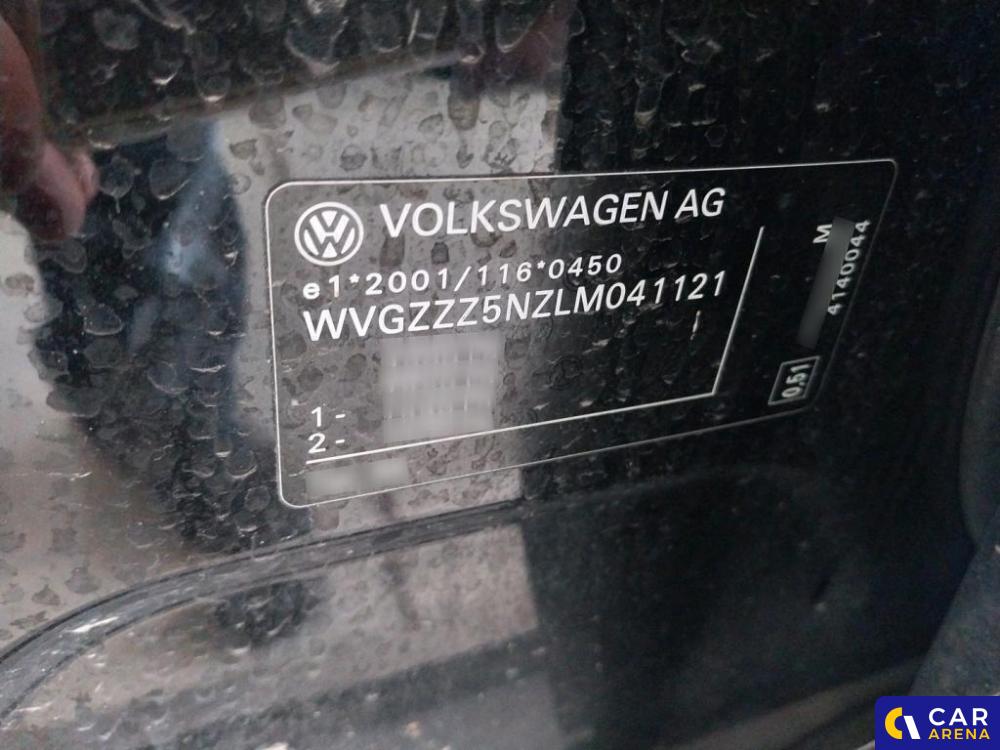 VOLKSWAGEN AG
e1*2001/116*0450
WVGZZZ5NZLM041121
1-
2-
M
4140044
0.51
CAR
ARENA